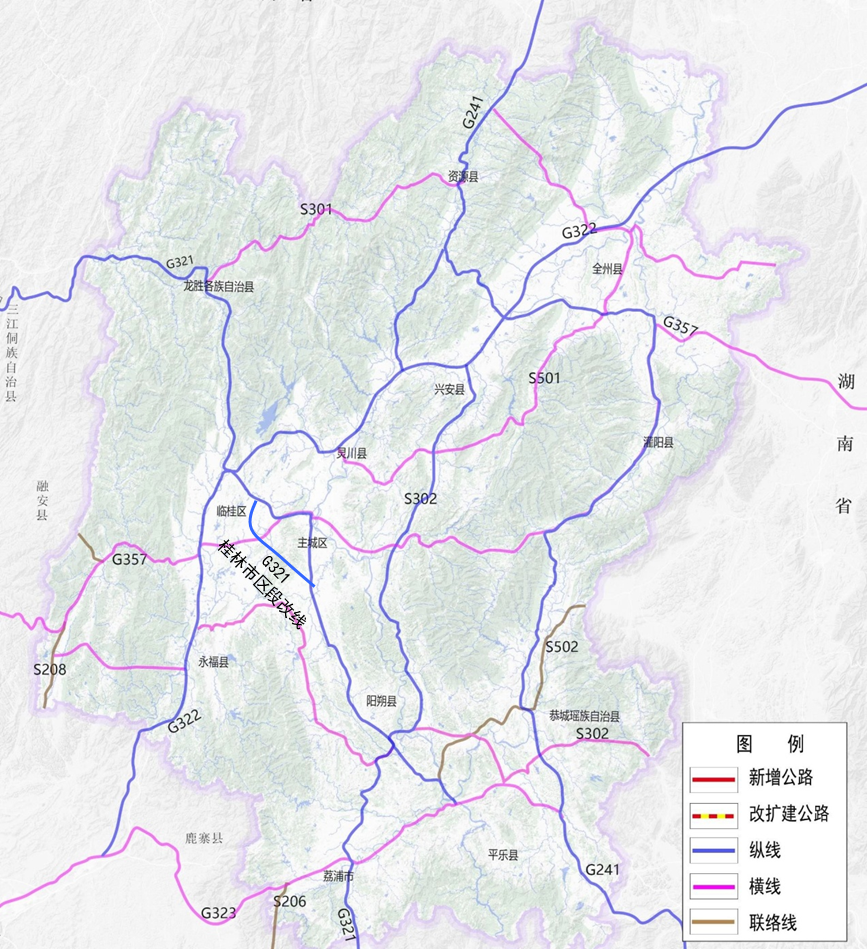 G241
资源县
S301
G322
G321
全州县
龙胜各族自治县
三江侗族自治县
G357
湖南省
兴安县
S501
灌阳县
灵川县
融安县
S302
临桂区
主城区
G357
G321
桂林市区段改线
S502
永福县
S208
阳朔县
恭城瑶族自治县
G322
S302
图 例
新增公路
改扩建公路
纵线
横线
联络线
鹿寨县
平乐县
荔浦市
G241
S206
G323
G321